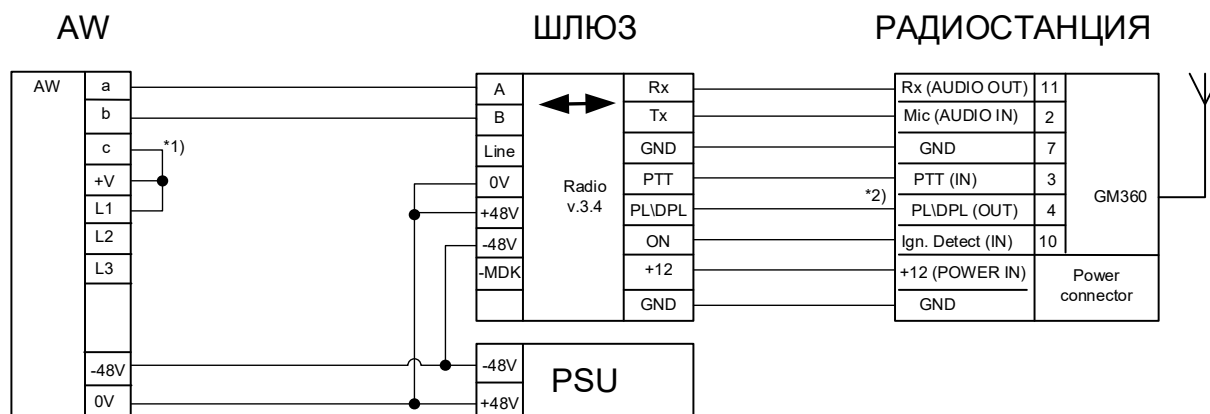 AW
ШЛЮЗ
РАДИОСТАНЦИЯ
AW
a
b
c
*1)
+V
L1
L2
L3
-48V
0V
A
B
Line
0V
+48V
-48V
-MDK
Radio
v.3.4
Rx
Tx
GND
PTT
PL\DPL
ON
+12
GND
*2)
Rx (AUDIO OUT) 11
Mic (AUDIO IN) 2
GND 7
PTT (IN) 3
PL\DPL (OUT) 4
Ign. Detect (IN) 10
+12 (POWER IN)
GND
GM360
Power
connector
-48V
+48V
PSU